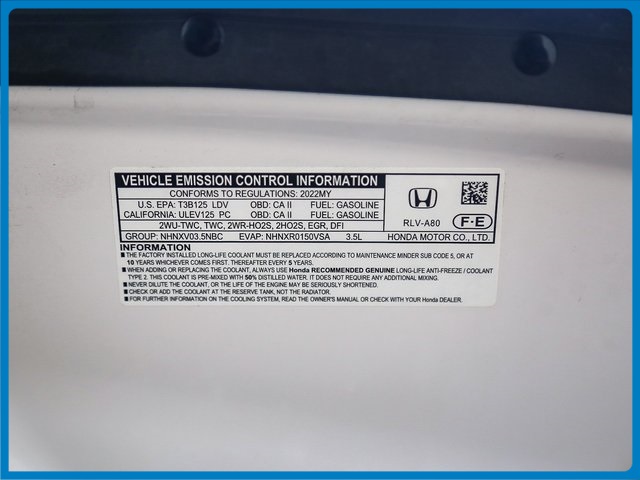 VEHICLE EMISSION CONTROL INFORMATION
CONFORMS TO REGULATIONS: 2022MY
U.S. EPA: T3B125 LDV OBD: CA II FUEL: GASOLINE
CALIFORNIA: ULEV125 PC OBD: CA II FUEL: GASOLINE
2WU-TWC, TWC, 2WR-HO2S, 2HO2S, EGR, DFI
GROUP: NHNXV03.5NBC EVAP: NHNXR0150VSA 3.5L
RLV-A80
F-E
HONDA MOTOR CO., LTD.
INFORMATION
THE FACTORY INSTALLED LONG-LIFE COOLANT MUST BE REPLACED ACCORDING TO MAINTENANCE MINDER SUB CODE 5, OR AT
10 YEARS WHICHEVER COMES FIRST. THEREAFTER EVERY 5 YEARS.
WHEN ADDING OR REPLACING THE COOLANT, ALWAYS USE Honda RECOMMENDED GENUINE LONG-LIFE ANTI-FREEZE / COOLANT
TYPE 2. THIS COOLANT IS PRE-MIXED WITH 50% DISTILLED WATER. IT DOES NOT REQUIRE ANY ADDITIONAL MIXING.
NEVER DILUTE THE COOLANT, OR THE LIFE OF THE ENGINE MAY BE SERIOUSLY SHORTENED.
CHECK OR ADD THE COOLANT AT THE RESERVE TANK, NOT THE RADIATOR.
FOR FURTHER INFORMATION ON THE COOLING SYSTEM, READ THE OWNER'S MANUAL OR CHECK WITH YOUR Honda DEALER.